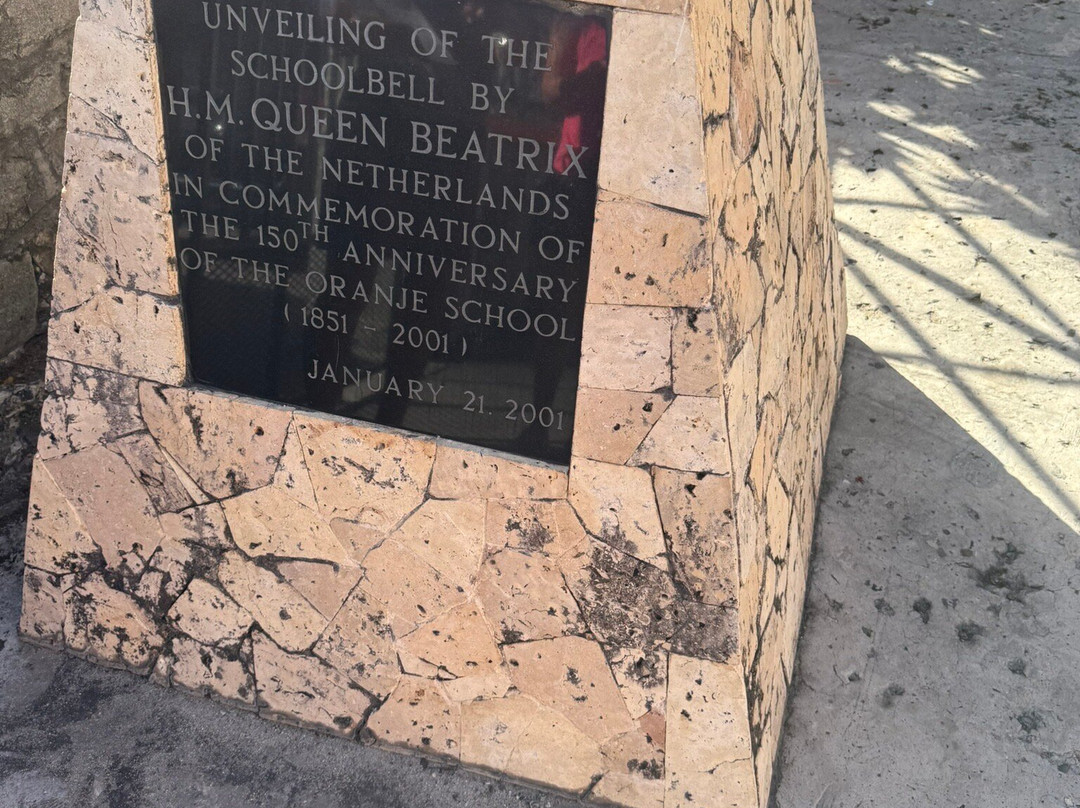 UNVEILING OF THE
SCHOOLBELL BY
H.M. QUEEN BEATRIX
OF THE NETHERLANDS
IN COMMEMORATION OF
THE 150TH ANNIVERSARY
OF THE ORANJE SCHOOL
(1851 - 2001)
JANUARY 21. 2001